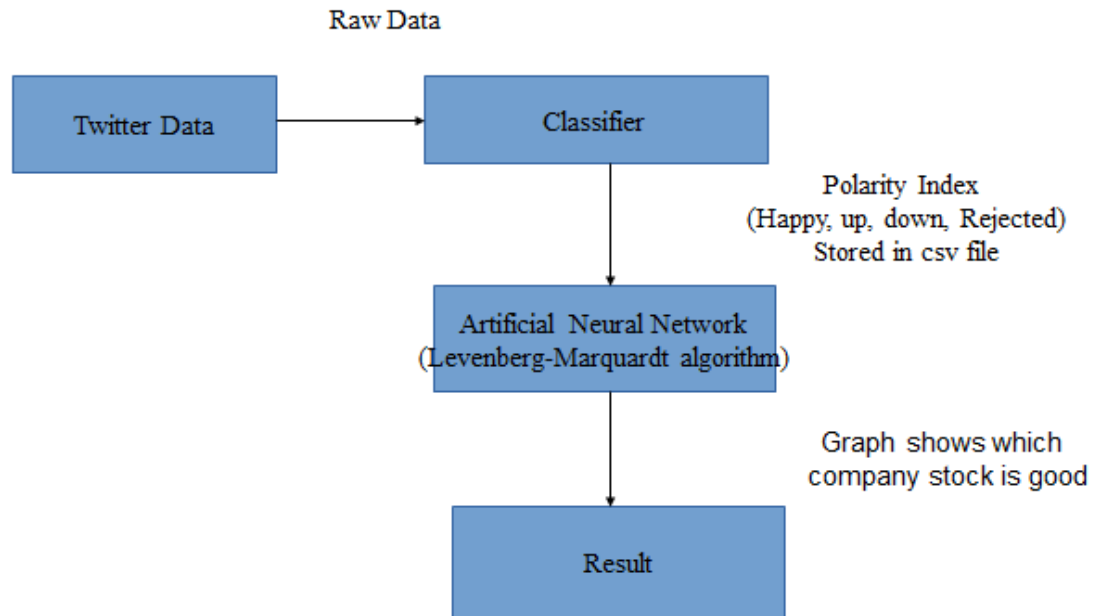 Raw Data
Twitter Data
Classifier
Polarity Index
(Happy, up, down, Rejected)
Stored in csv file
Artificial Neural Network
(Levenberg-Marquardt algorithm)
Graph shows which
company stock is good
Result